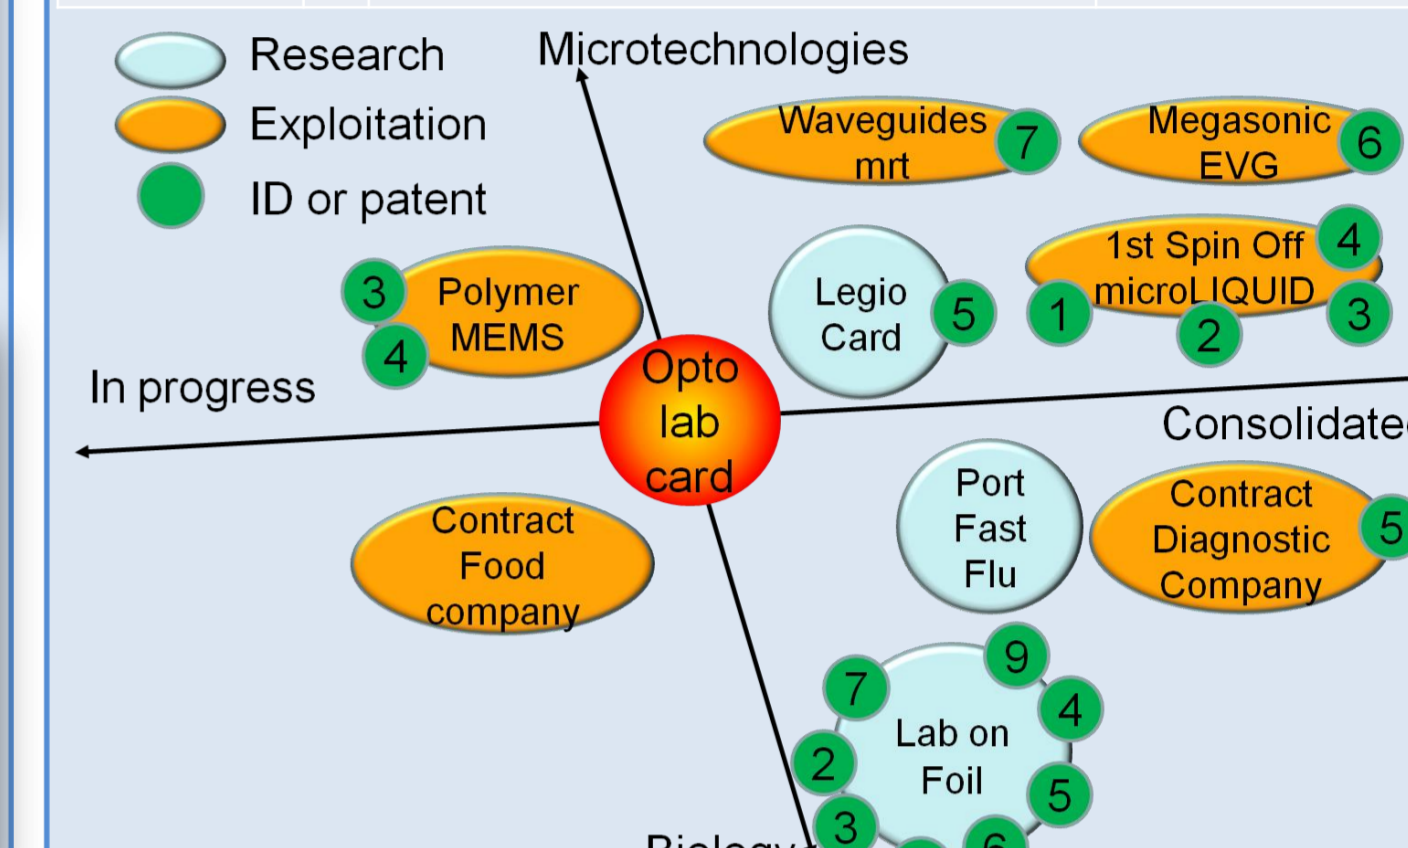 Research
Exploitation
ID or patent
Microtechnologies
Waveguides
mrt
7
Megasonic
EVG
6
3
4
Polymer
MEMS
Legio
Card
5
1st Spin Off
microLIQUID
4
1
2
3
In progress
Opto
lab
card
Consolidate
Contract
Food
company
Port
Fast
Flu
Contract
Diagnostic
Company
5
9
7
4
Lab on
Foil
2
5
3
6
Biology